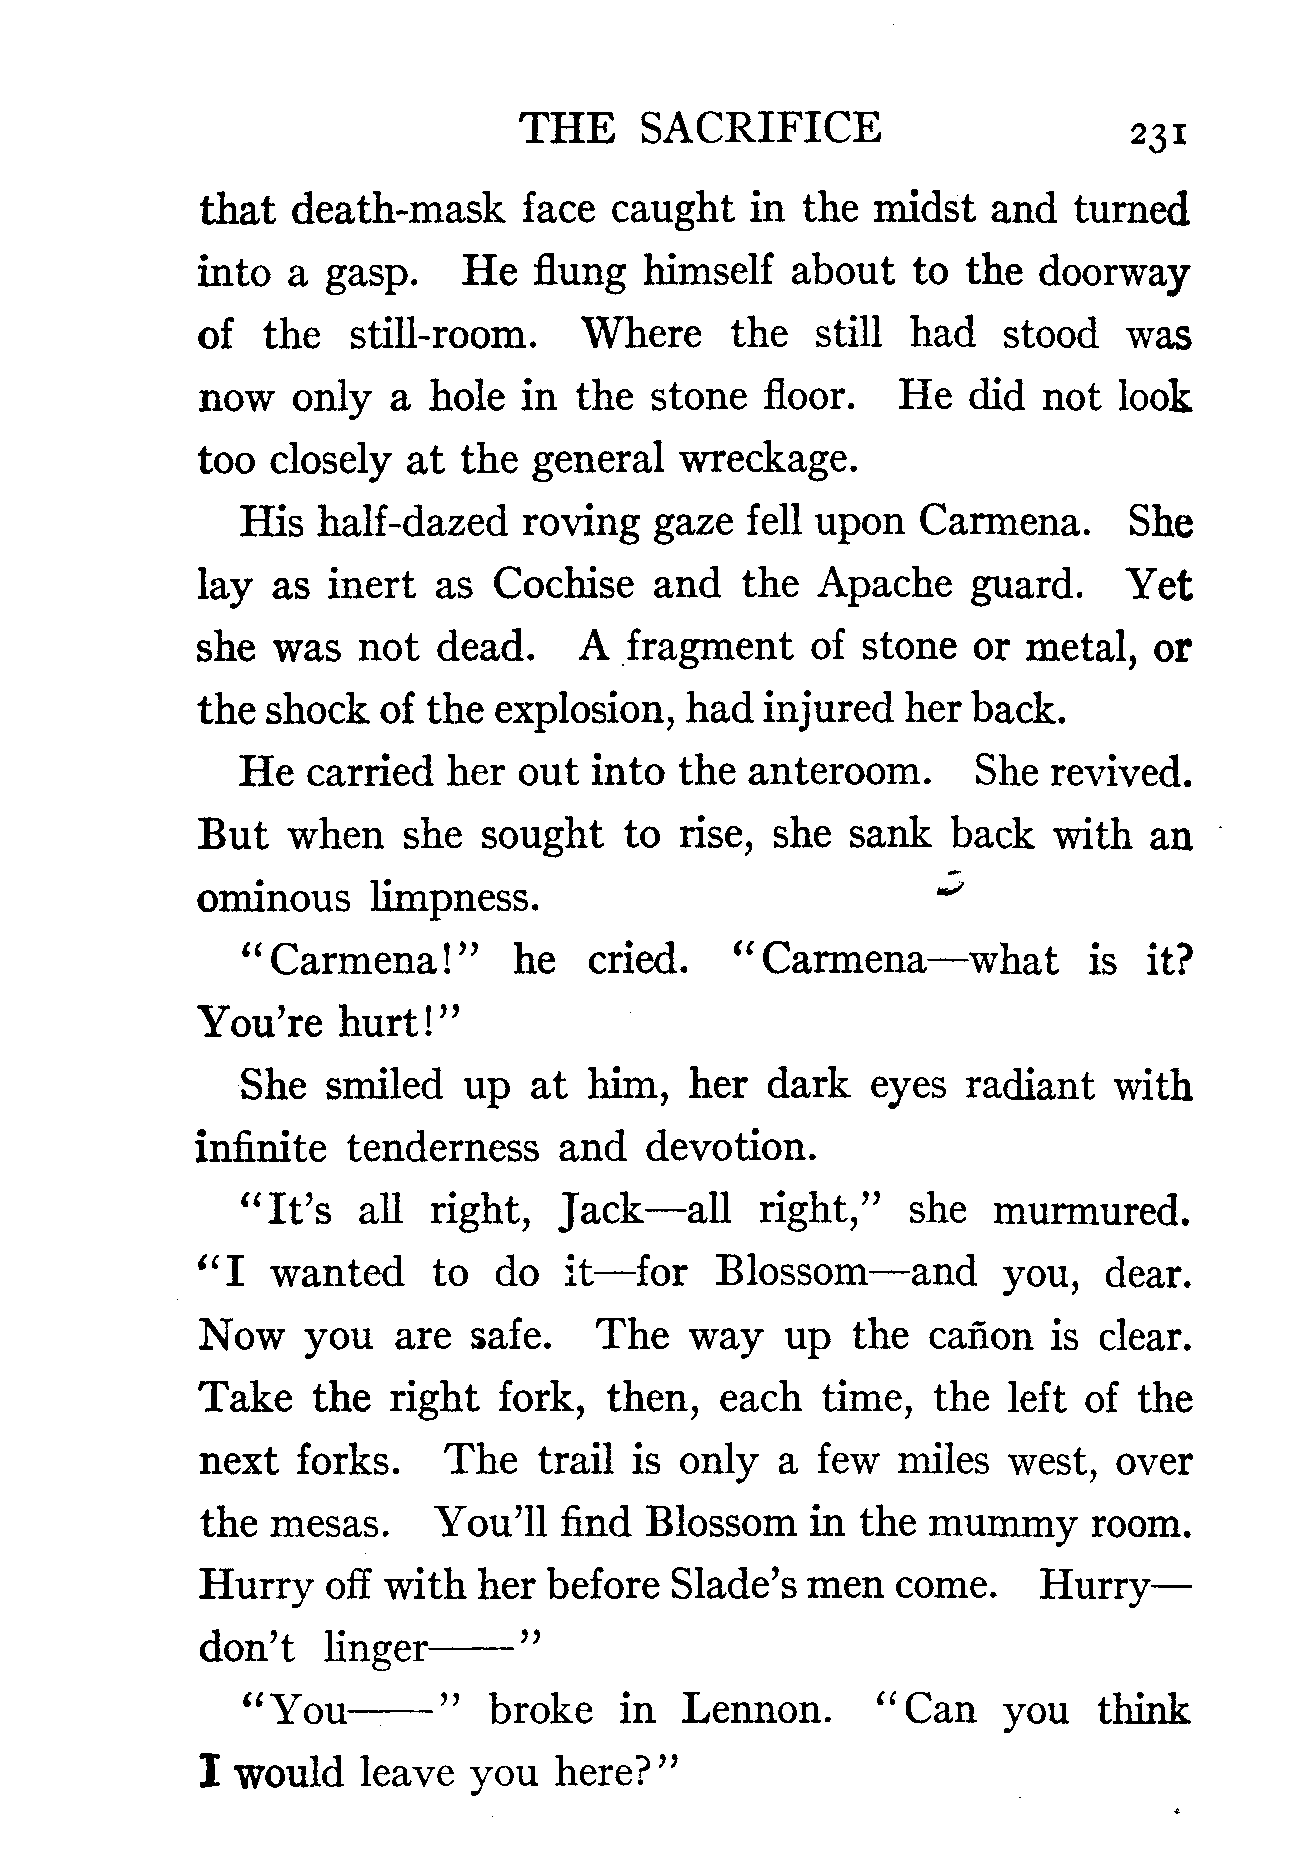 THE SACRIFICE 231
that death-mask face caught in the midst and turned
into a gasp. He flung himself about to the doorway
of the still-room. Where the still had stood was
now only a hole in the stone floor. He did not look
too closely at the general wreckage.
His half-dazed roving gaze fell upon Carmena. She
lay as inert as Cochise and the Apache guard. Yet
she was not dead. A fragment of stone or metal, or
the shock of the explosion, had injured her back.
He carried her out into the anteroom. She revived.
But when she sought to rise, she sank back with an
ominous limpness.
"Carmena!" he cried. "Carmena—what is it?
You're hurt!"
She smiled up at him, her dark eyes radiant with
infinite tenderness and devotion.
"It's all right, Jack—all right," she murmured.
"I wanted to do it—for Blossom—and you, dear.
Now you are safe. The way up the cañon is clear.
Take the right fork, then, each time, the left of the
next forks. The trail is only a few miles west, over
the mesas. You'll find Blossom in the mummy room.
Hurry off with her before Slade's men come. Hurry—
don't linger——"
"You——" broke in Lennon. "Can you think
I would leave you here?"